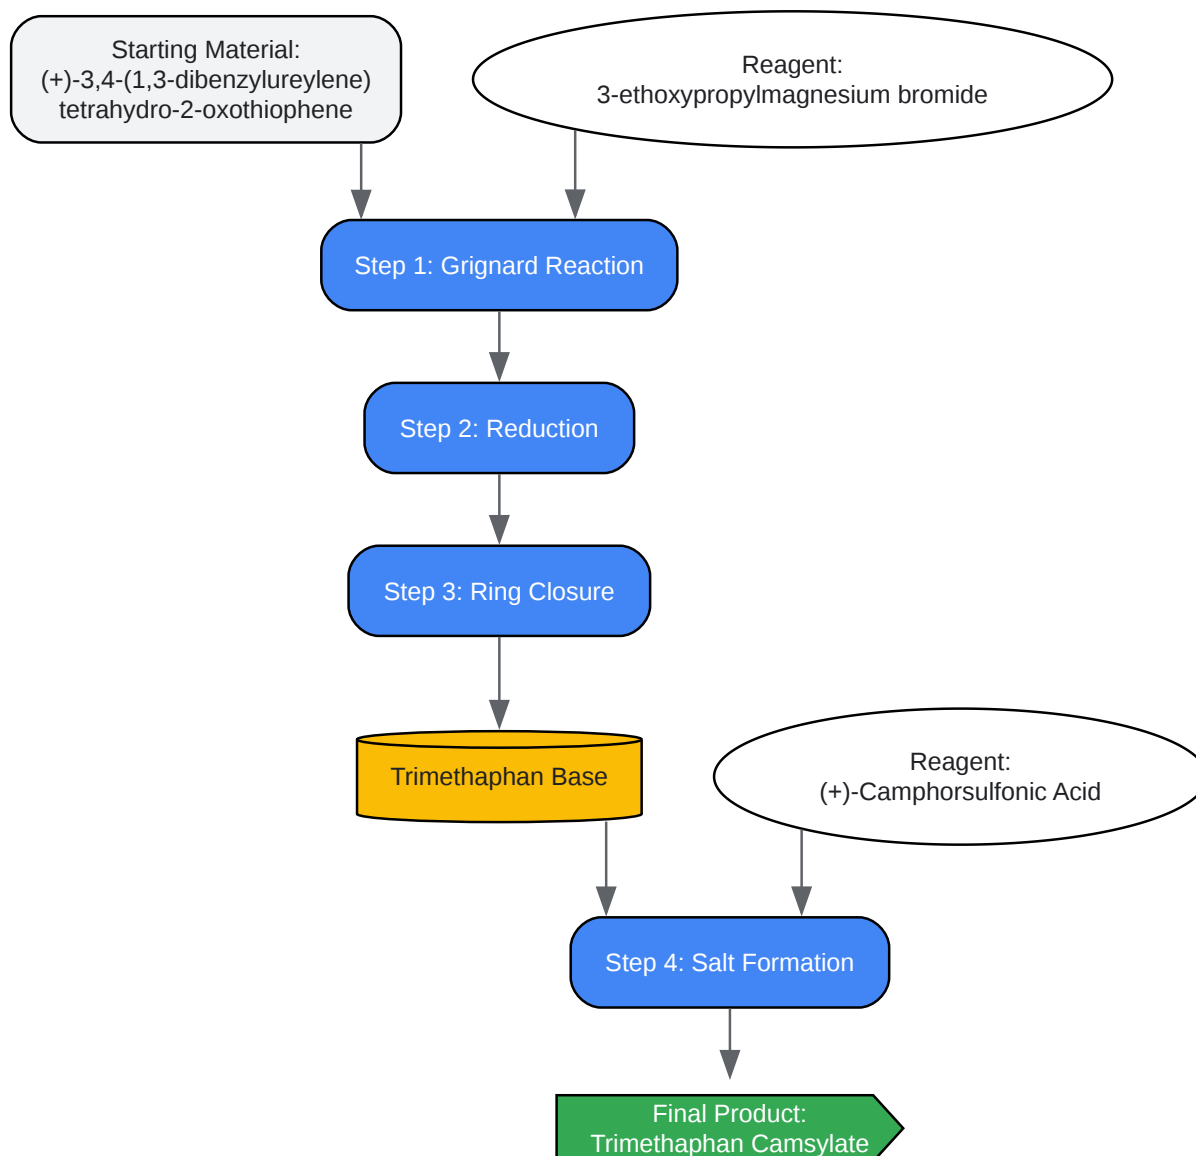 Starting Material:
(+)-3,4-(1,3-dibenzylureylene)
tetrahydro-2-oxothiophene
Reagent:
3-ethoxypropylmagnesium bromide
Step 1: Grignard Reaction
Step 2: Reduction
Step 3: Ring Closure
Trimethaphan Base
Reagent:
(+)-Camphorsulfonic Acid
Step 4: Salt Formation
Final Product:
Trimethaphan Camsylate